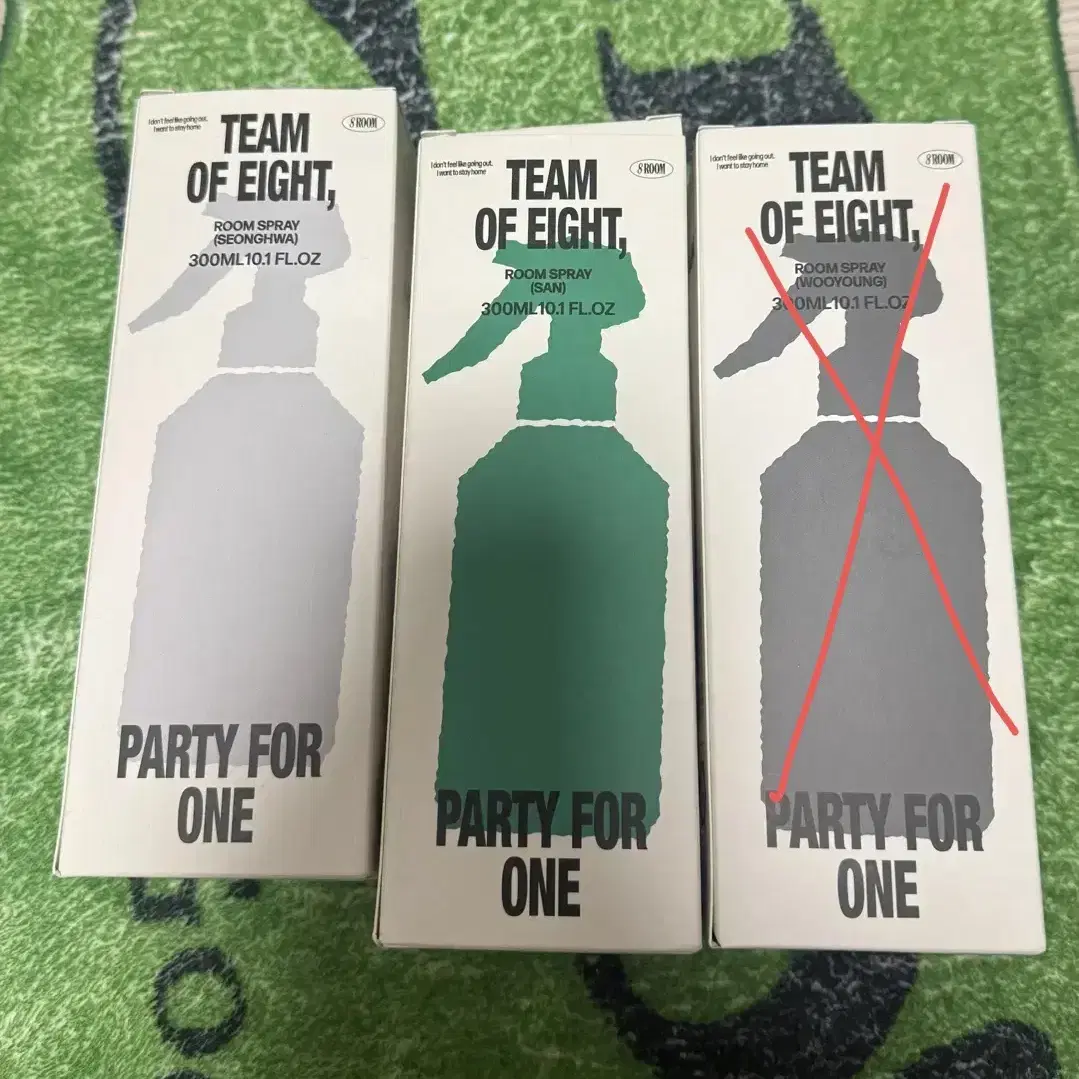 I don't feel like going out.
I want to stay home
8 ROOM
TEAM
OF EIGHT,
ROOM SPRAY
(SEONGHWA)
300ML10.1 FL.OZ
PARTY FOR
ONE
I don't feel like going out.
I want to stay home
8 ROOM
TEAM
OF EIGHT,
ROOM SPRAY
(SAN)
300ML10.1 FL.OZ
PARTY FOR
ONE
I don't feel like going out.
I want to stay home
8 ROOM
TEAM
OF EIGHT,
ROOM SPRAY
(WOOYOUNG)
300ML10.1 FL.OZ
PARTY FOR
ONE